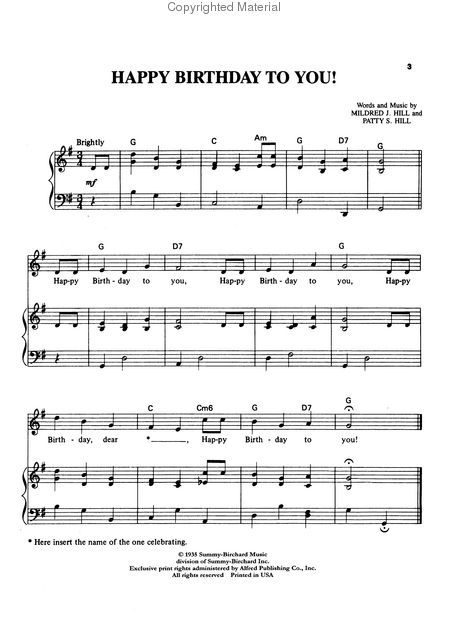 Copyrighted Material
3
HAPPY BIRTHDAY TO YOU!
Words and Music by
MILDRED J. HILL and
PATTY S. HILL
Brightly G C Am G D7 G
mf
G D7 G
Hap-py Birth - day to you, Hap-py Birth - day to you, Happy
G C Cm6 G D7 G
Birth - day, dear *_____, Hap-py Birth - day to you!
* Here insert the name of the one celebrating.
© 1935 Summy-Birchard Music
division of Summy-Birchard Inc.
Exclusive print rights administered by Alfred Publishing Co., Inc.
All rights reserved Printed in USA